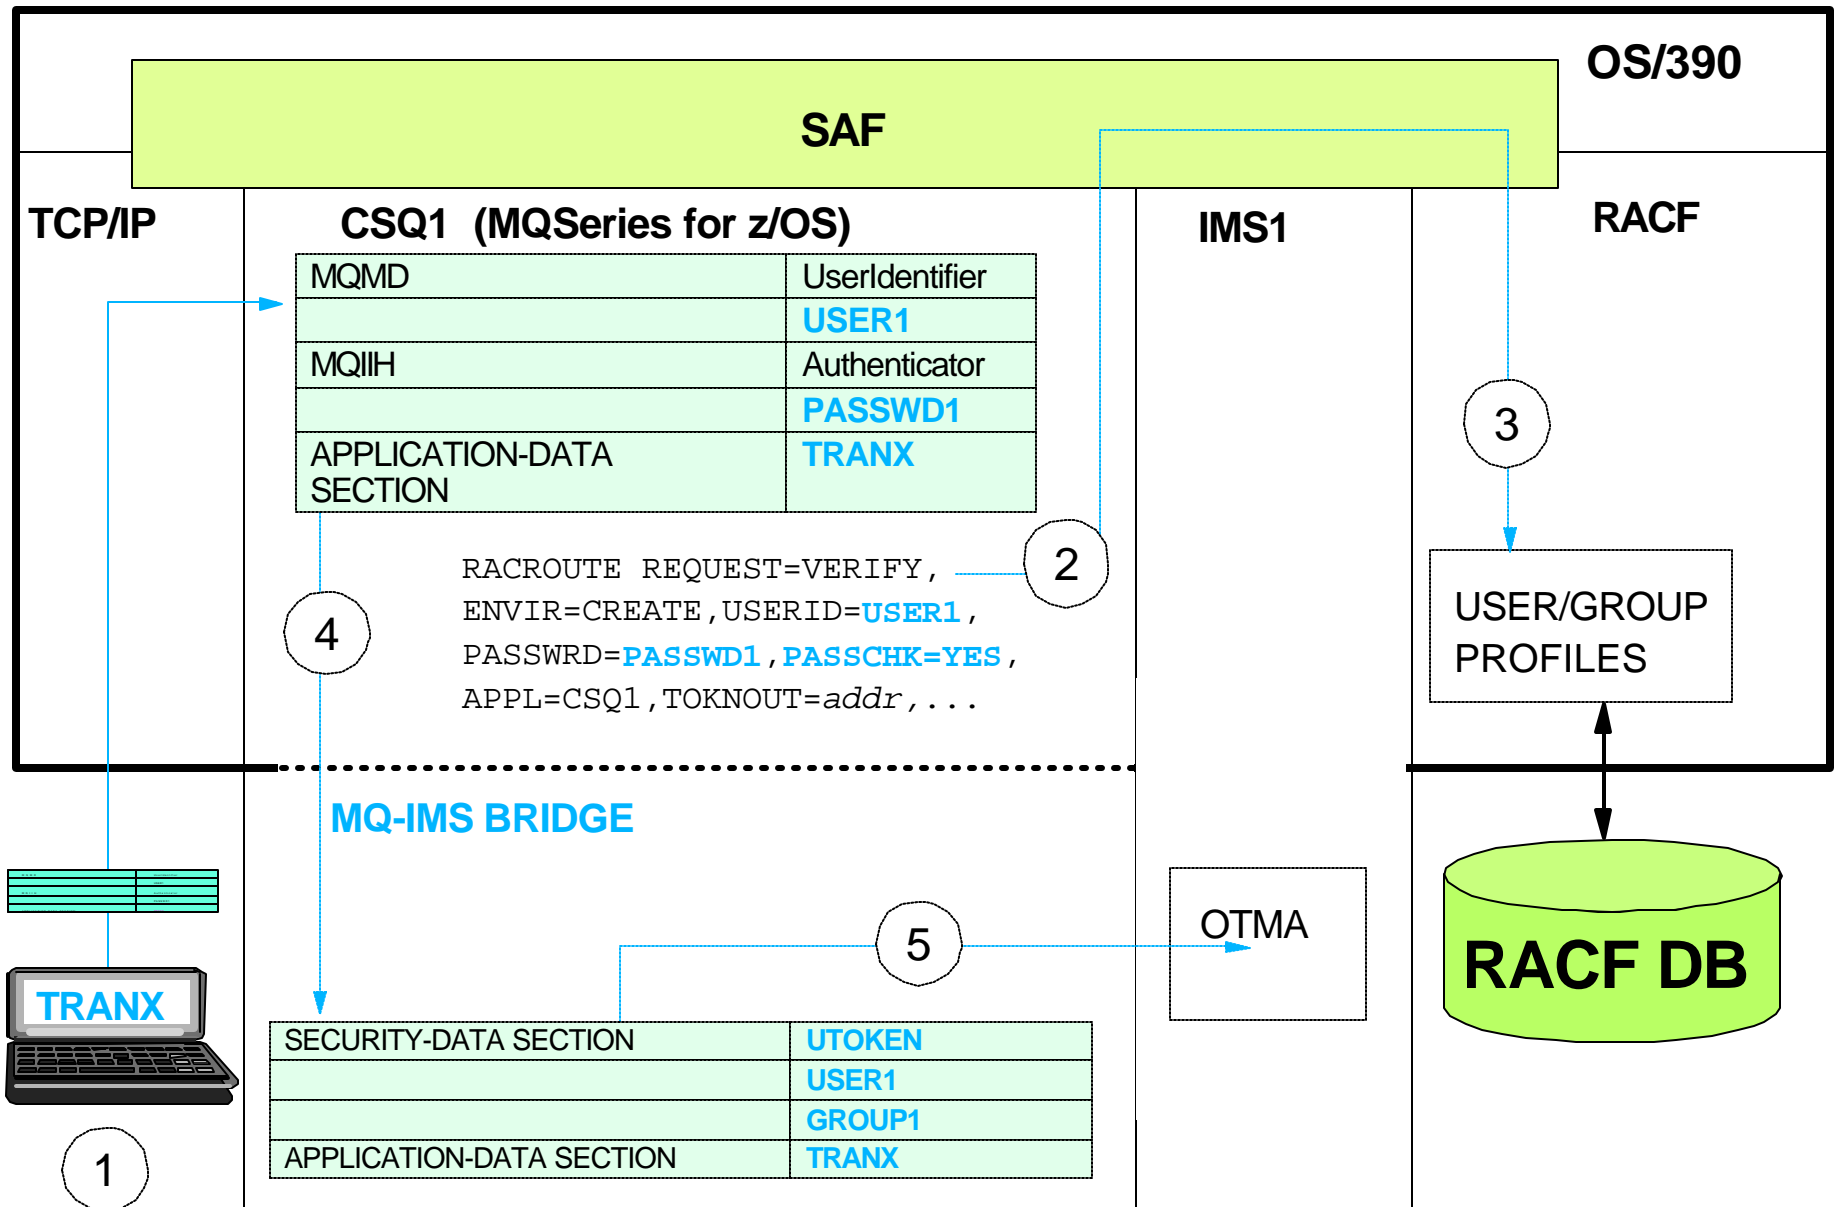 OS/390
SAF
TCP/IP
CSQ1 (MQSeries for z/OS)
IMS1
RACF
MQMD UserIdentifier
USER1
MQIIH Authenticator
PASSWD1
APPLICATION-DATA SECTION TRANX
2
3
RACROUTE REQUEST=VERIFY,
ENVIR=CREATE,USERID=USER1,
PASSWRD=PASSWD1,PASSCHK=YES,
APPL=CSQ1,TOKNOUT=addr,...
4
USER/GROUP
PROFILES
MQ-IMS BRIDGE
5
OTMA
RACF DB
TRANX
SECURITY-DATA SECTION UTOKEN
USER1
GROUP1
APPLICATION-DATA SECTION TRANX
1